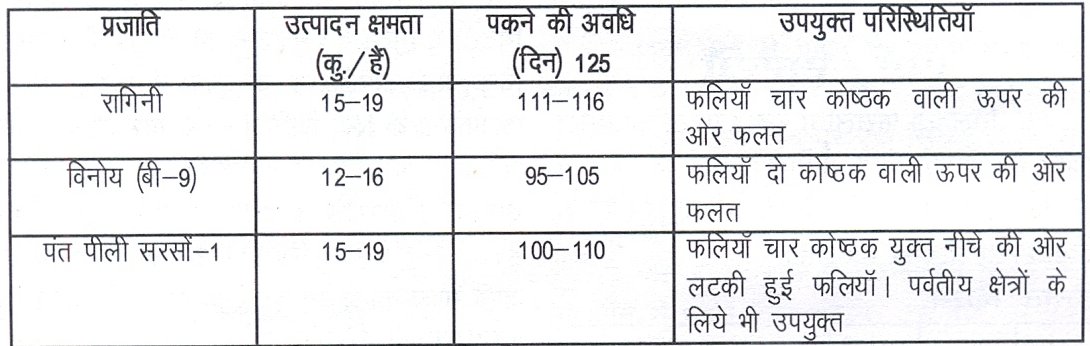 प्रजाति	उत्पादन क्षमता	पकने की अवधि	उपयुक्त परिस्थितियाँ
(कु./ हैं)	(दिन) 125
रागिनी	15–19	111–116	फलियाँ चार कोष्ठक वाली ऊपर की
ओर फलत
विनोय (बी–9)	12–16	95–105	फलियाँ दो कोष्ठक वाली ऊपर की ओर
फलत
पंत पीली सरसों–1	15–19	100–110	फलियाँ चार कोष्ठक युक्त नीचे की ओर
लटकी हुई फलियाँ। पर्वतीय क्षेत्रों के
लिये भी उपयुक्त